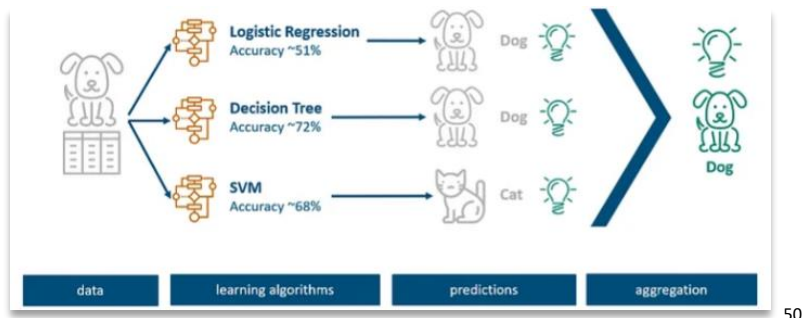 Logistic Regression
Accuracy ~51%
Dog
Decision Tree
Accuracy ~72%
Dog
SVM
Accuracy ~68%
Cat
Dog
data
learning algorithms
predictions
aggregation
50